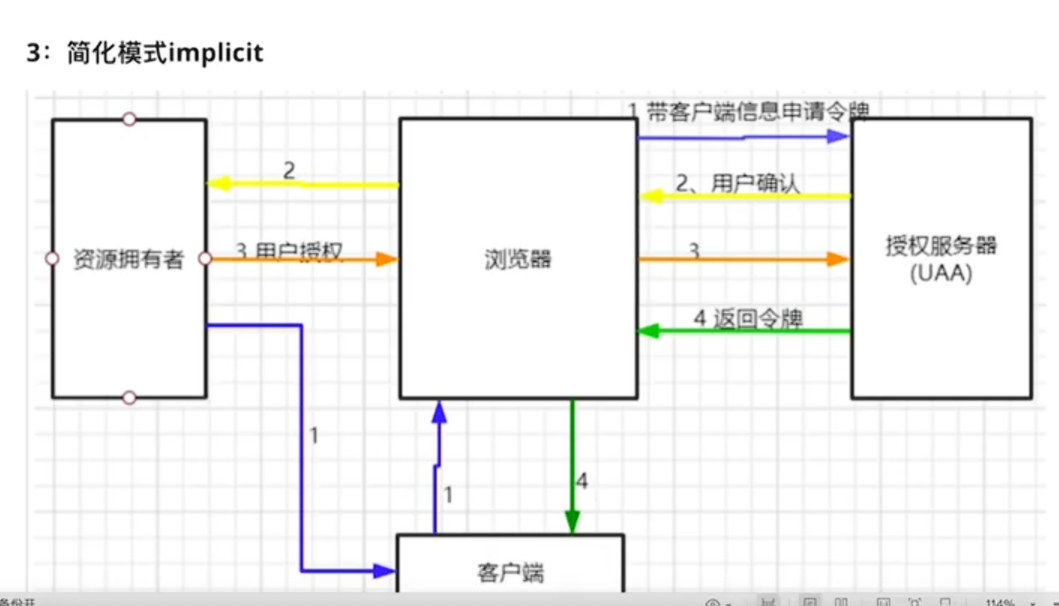 3：简化模式implicit
1 带客户端信息申请令牌
2
2、用户确认
3 用户授权
3
资源拥有者
浏览器
授权服务器
(UAA)
4 返回令牌
1
1
4
客户端
114%